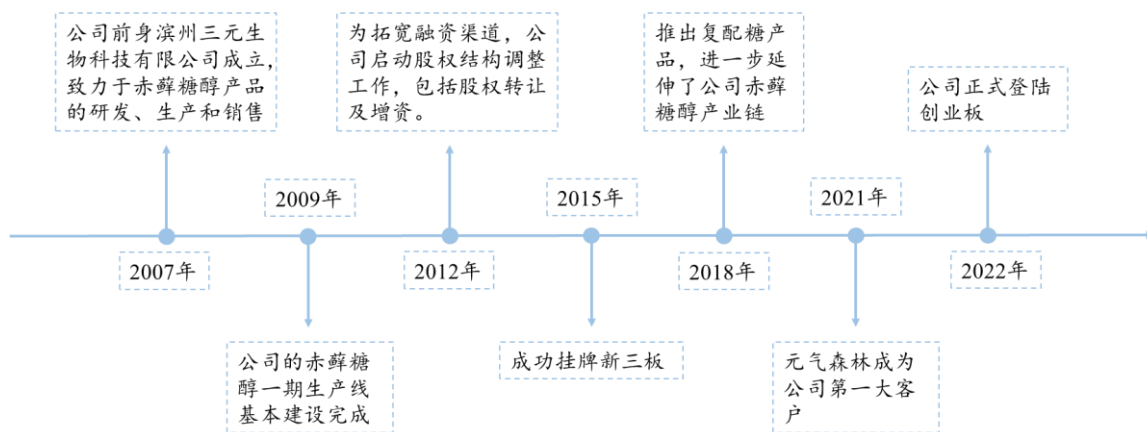 公司前身滨州三元生
物科技有限公司成立，
致力于赤藓糖醇产品
的研发、生产和销售
为拓宽融资渠道，公
司启动股权结构调整
工作，包括股权转让
及增资。
推出复配糖产
品，进一步延
伸了公司赤藓
糖醇产业链
公司正式登陆
创业板
2009年
2015年
2021年
2007年
2012年
2018年
2022年
公司的赤藓糖
醇一期生产线
基本建设完成
成功挂牌新三板
元气森林成为
公司第一大客
户